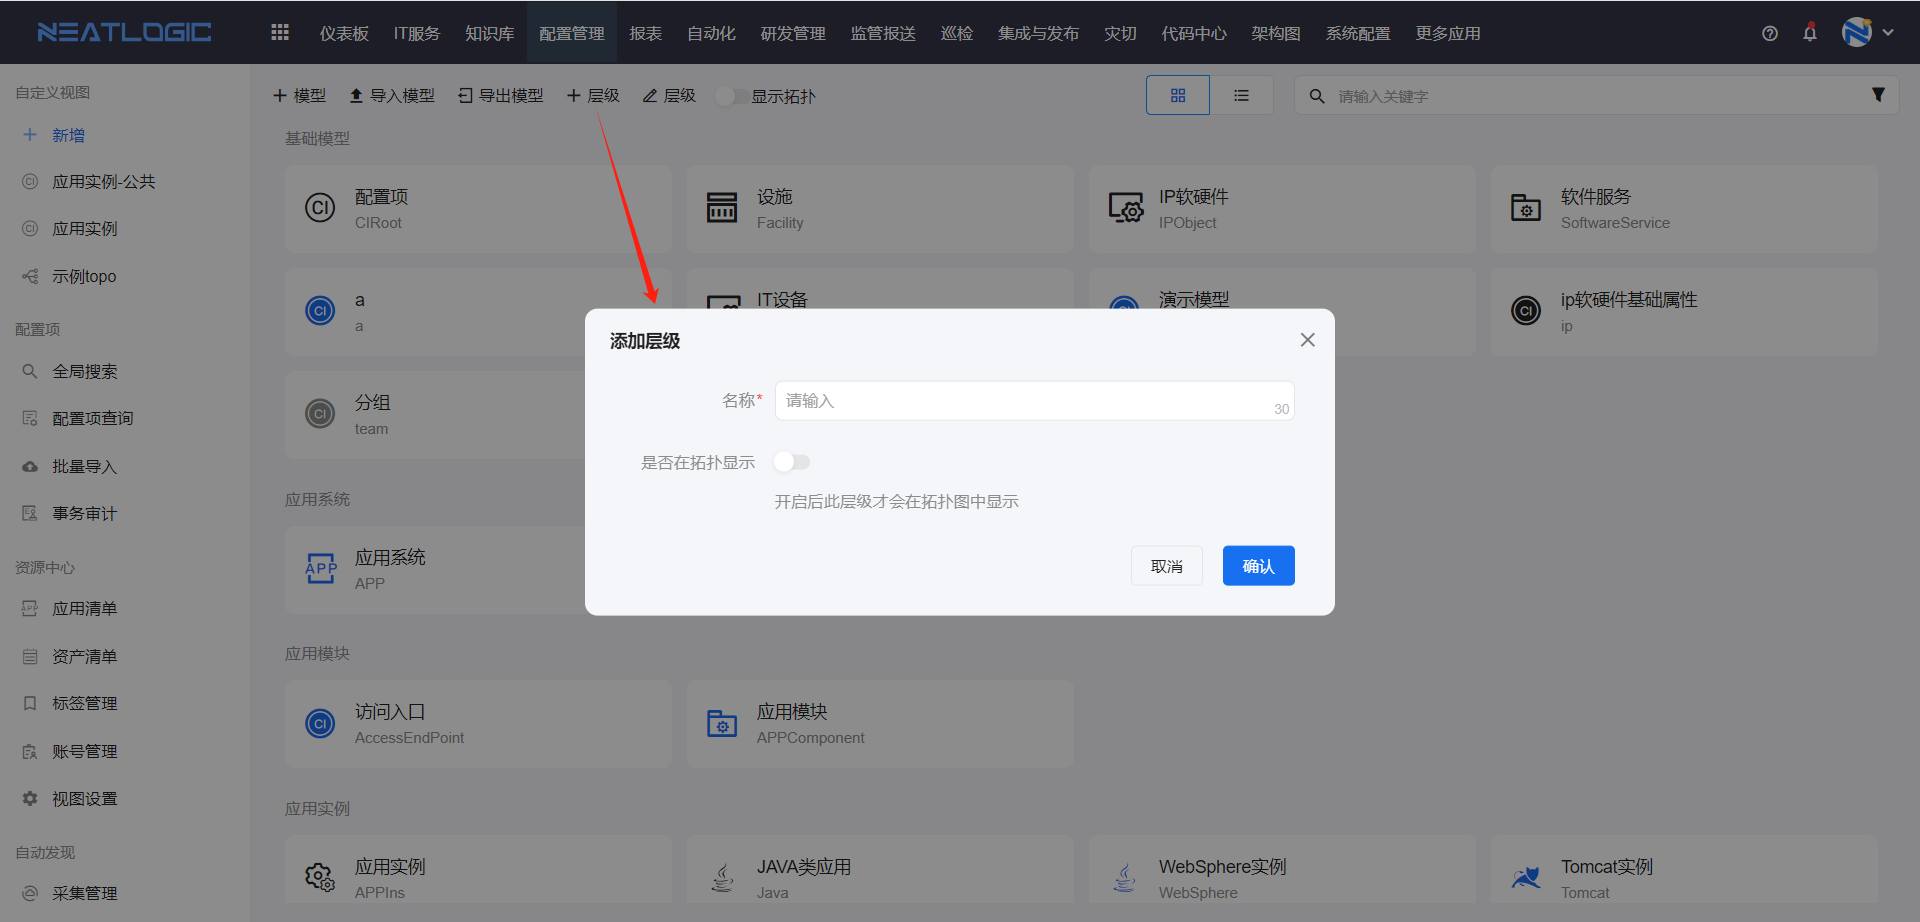 NEATLOGIC
仪表板 IT服务 知识库 配置管理 报表 自动化 研发管理 监管报送 巡检 集成与发布 灾切 代码中心 架构图 系统配置 更多应用
自定义视图
新增
应用实例-公共
应用实例
示例topo
配置项
全局搜索
配置项查询
批量导入
事务审计
资源中心
应用清单
资产清单
标签管理
账号管理
视图设置
自动发现
采集管理
模型 导入模型 导出模型 层级 层级 显示拓扑
请输入关键字
基础模型
CI
配置项
CIRoot
设施
Facility
IP软硬件
IPObject
软件服务
SoftwareService
CI
a
a
IT设备
演示模型
CI
ip软硬件基础属性
ip
CI
分组
team
添加层级
名称*
请输入
30
是否在拓扑显示
开启后此层级才会在拓扑图中显示
取消
确认
应用系统
APP
应用系统
APP
应用模块
CI
访问入口
AccessEndPoint
应用模块
APPComponent
应用实例
应用实例
APPIns
JAVA类应用
Java
WebSphere实例
WebSphere
Tomcat实例
Tomcat